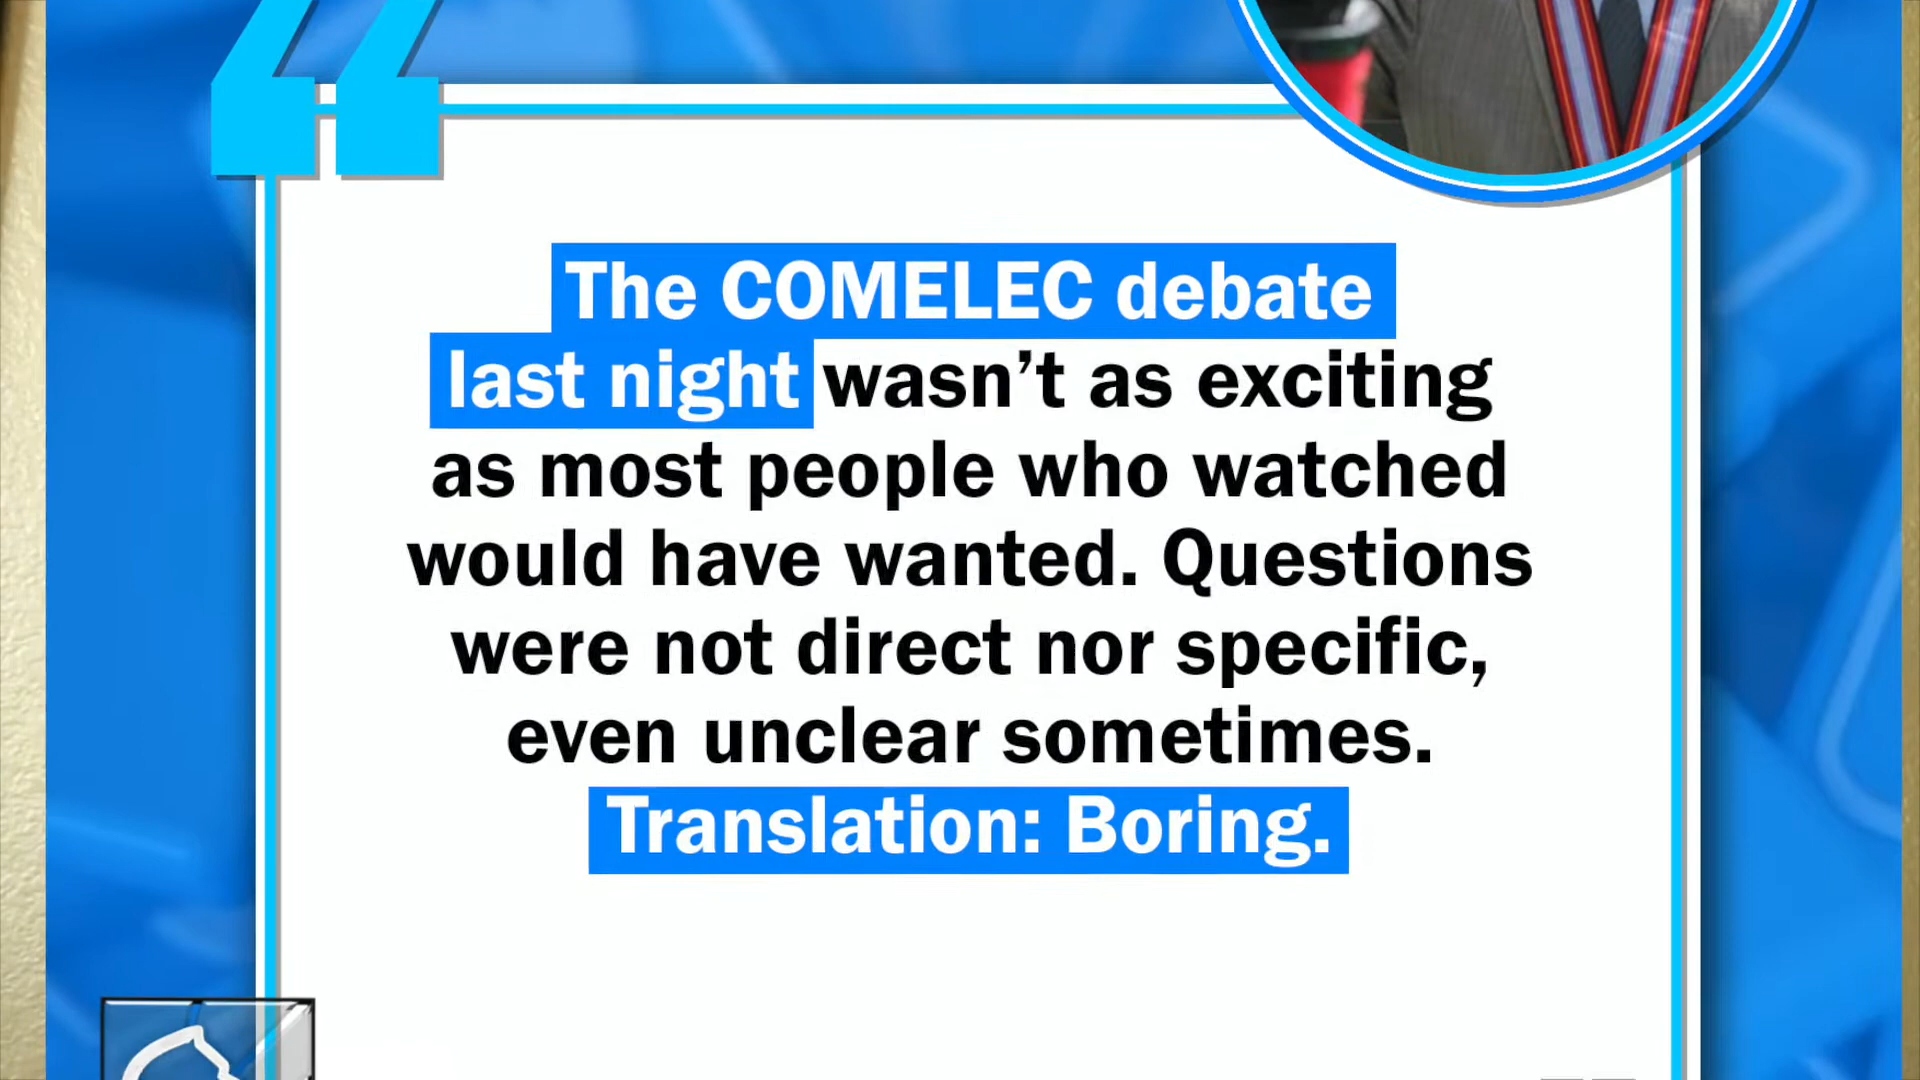 The COMELEC debate
last night wasn’t as exciting
as most people who watched
would have wanted. Questions
were not direct nor specific,
even unclear sometimes.
Translation: Boring.